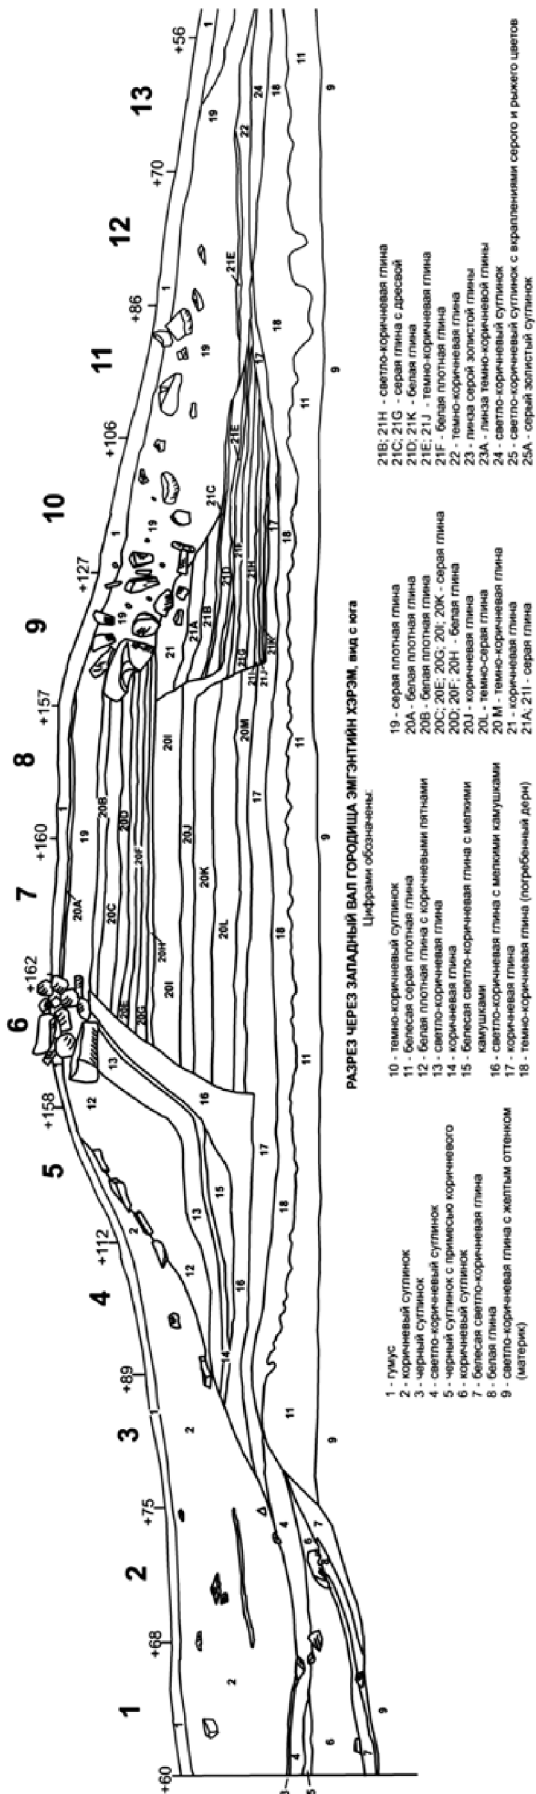 1 2 3 4 5 6 7 8 9 10 11 12 13
+60 +68 +75 +89 +112 +158 +162 +160 +157 +127 +106 +86 +70 +56
РАЗРЕЗ ЧЕРЕЗ ЗАПАДНЫЙ ВАЛ ГОРОДИЩА ЭМГЭНТИЙН ХЭРЭМ, вид с юга
Цифрами обозначены:
1 - гумус
2 - коричневый суглинок
3 - черный суглинок
4 - светло-коричневый суглинок
5 - черный суглинок с примесью коричневого
6 - коричневый суглинок
7 - белесая светло-коричневая глина
8 - белая глина
9 - светло-коричневая глина с желтым оттенком
(материк)
10 - темно-коричневый суглинок
11 - белесая серая плотная глина
12 - белая плотная глина с коричневыми пятнами
13 - светло-коричневая глина
14 - коричневая глина
15 - белесая светло-коричневая глина с мелкими
камушками
16 - светло-коричневая глина с мелкими камушками
17 - коричневая глина
18 - темно-коричневая глина (погребенный дерн)
19 - серая плотная глина
20A - белая плотная глина
20B - белая плотная глина
20C; 20E; 20G; 20I; 20K - серая глина
20D; 20F; 20H - белая глина
20J - коричневая глина
20L - темно-серая глина
20 M - темно-коричневая глина
21 - коричневая глина
21A; 21I - серая глина
21B; 21H - светло-коричневая глина
21C; 21G - серая глина с дресвой
21D; 21K - белая глина
21E; 21J - темно-коричневая глина
21F - белая плотная глина
22 - темно-коричневая глина
23 - линза серой золистой глины
23A - линза темно-коричневой глины
24 - светло-коричневый суглинок
25 - светло-коричневый суглинок с вкраплениями серого и рыжего цветов
25A - серый золистый суглинок